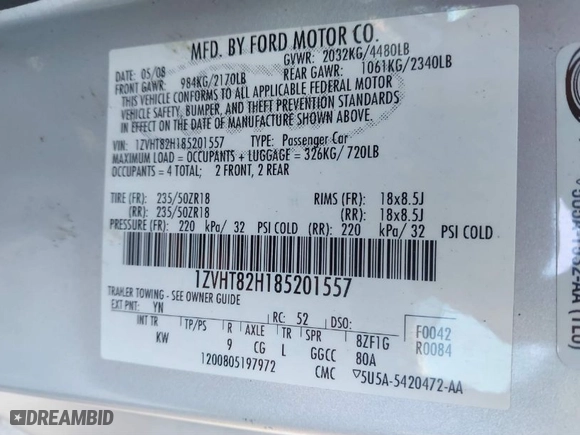 MFD. BY FORD MOTOR CO.
DATE: 05/08 GVWR: 2032KG/4480LB
FRONT GAWR: 984KG/2170LB REAR GAWR: 1061KG/2340LB
THIS VEHICLE CONFORMS TO ALL APPLICABLE FEDERAL MOTOR
VEHICLE SAFETY, BUMPER, AND THEFT PREVENTION STANDARDS
IN EFFECT ON THE DATE OF MANUFACTURE SHOWN ABOVE.
VIN: 1ZVHT82H185201557 TYPE: Passenger Car
MAXIMUM LOAD = OCCUPANTS + LUGGAGE = 326KG/720LB
OCCUPANTS = 4 TOTAL; 2 FRONT, 2 REAR
TIRE (FR): 235/50ZR18 RIMS (FR): 18x8.5J
(RR): 235/50ZR18 (RR): 18x8.5J
PRESSURE (FR): 220 kPa/ 32 PSI COLD (RR): 220 kPa/ 32 PSI COLD
1ZVHT82H185201557
TRAILER TOWING - SEE OWNER GUIDE
EXT PNT: YN RC: 52 DSO:
INT TR TP/PS R AXLE TR SPR 8ZF1G F0042
KW 9 CG L GGCC 80A R0084
1200805197972 CMC ▽5U5A-5420472-AA
DREAMBID